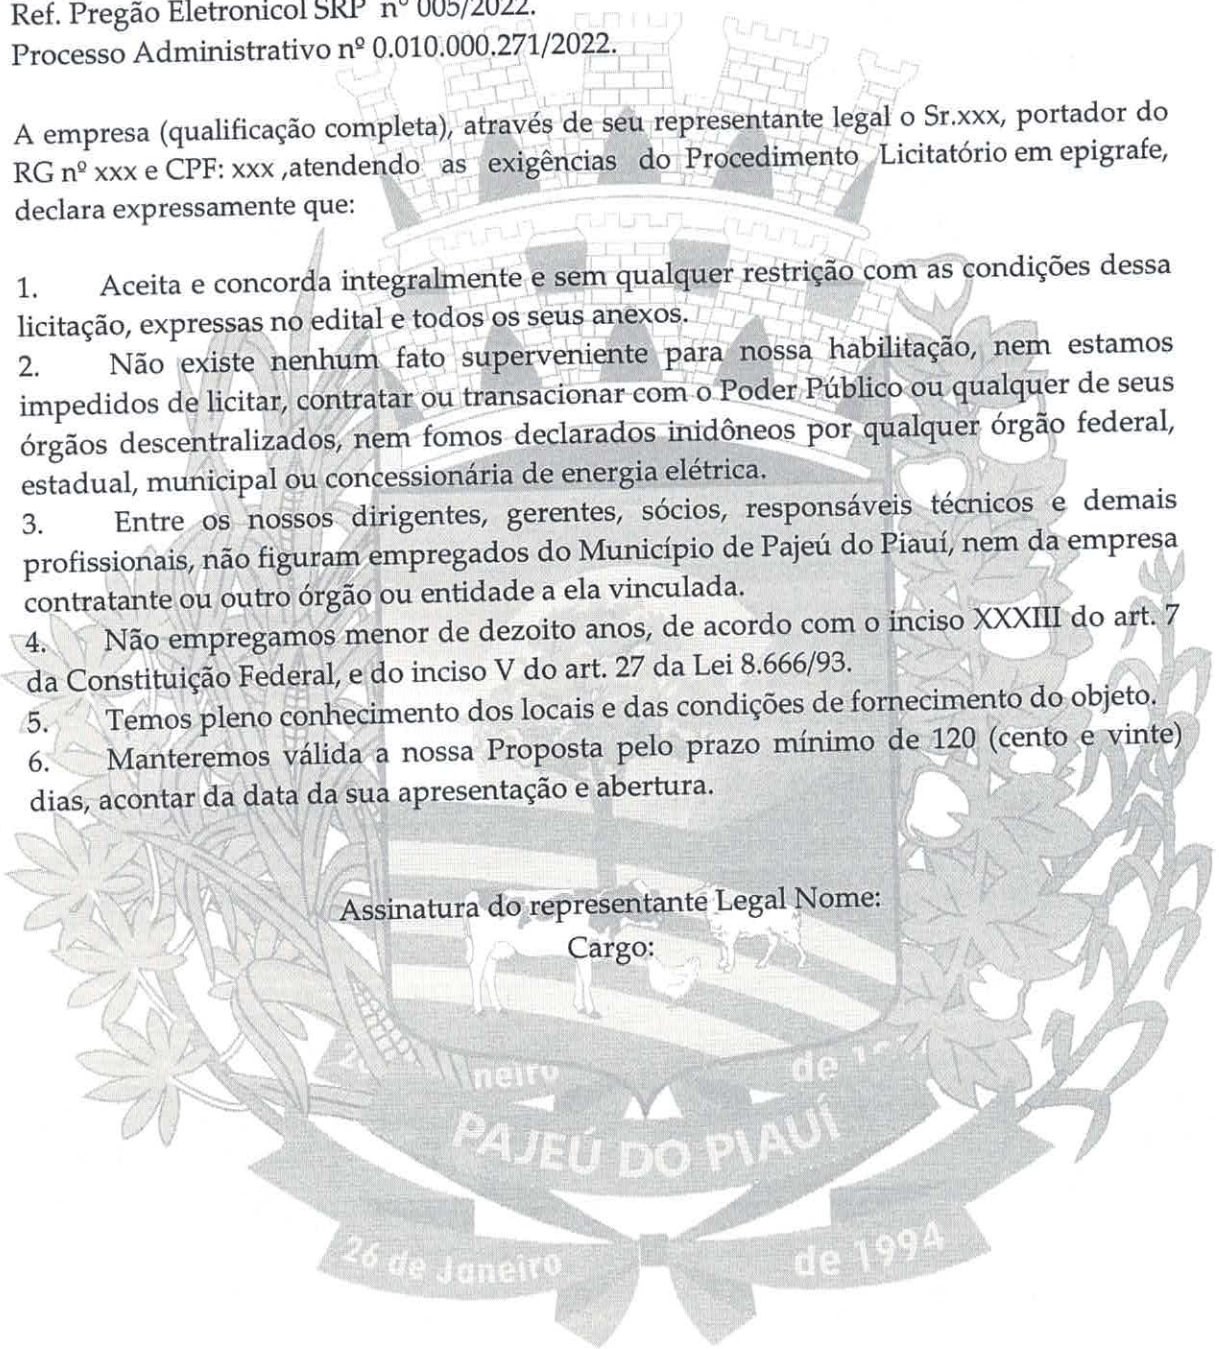 Ref. Pregão Eletronicol SRP nº 005/2022.
Processo Administrativo nº 0.010.000.271/2022.
A empresa (qualificação completa), através de seu representante legal o Sr.xxx, portador do
RG nº xxx e CPF: xxx ,atendendo as exigências do Procedimento Licitatório em epigrafe,
declara expressamente que:
1. Aceita e concorda integralmente e sem qualquer restrição com as condições dessa
licitação, expressas no edital e todos os seus anexos.
2. Não existe nenhum fato superveniente para nossa habilitação, nem estamos
impedidos de licitar, contratar ou transacionar com o Poder Público ou qualquer de seus
órgãos descentralizados, nem fomos declarados inidôneos por qualquer órgão federal,
estadual, municipal ou concessionária de energia elétrica.
3. Entre os nossos dirigentes, gerentes, sócios, responsáveis técnicos e demais
profissionais, não figuram empregados do Município de Pajeú do Piauí, nem da empresa
contratante ou outro órgão ou entidade a ela vinculada.
4. Não empregamos menor de dezoito anos, de acordo com o inciso XXXIII do art. 7
da Constituição Federal, e do inciso V do art. 27 da Lei 8.666/93.
5. Temos pleno conhecimento dos locais e das condições de fornecimento do objeto.
6. Manteremos válida a nossa Proposta pelo prazo mínimo de 120 (cento e vinte)
dias, acontar da data da sua apresentação e abertura.
Assinatura do representante Legal Nome:
Cargo:
neiro de
PAJEÚ DO PIAUÍ
26 de Janeiro de 1994